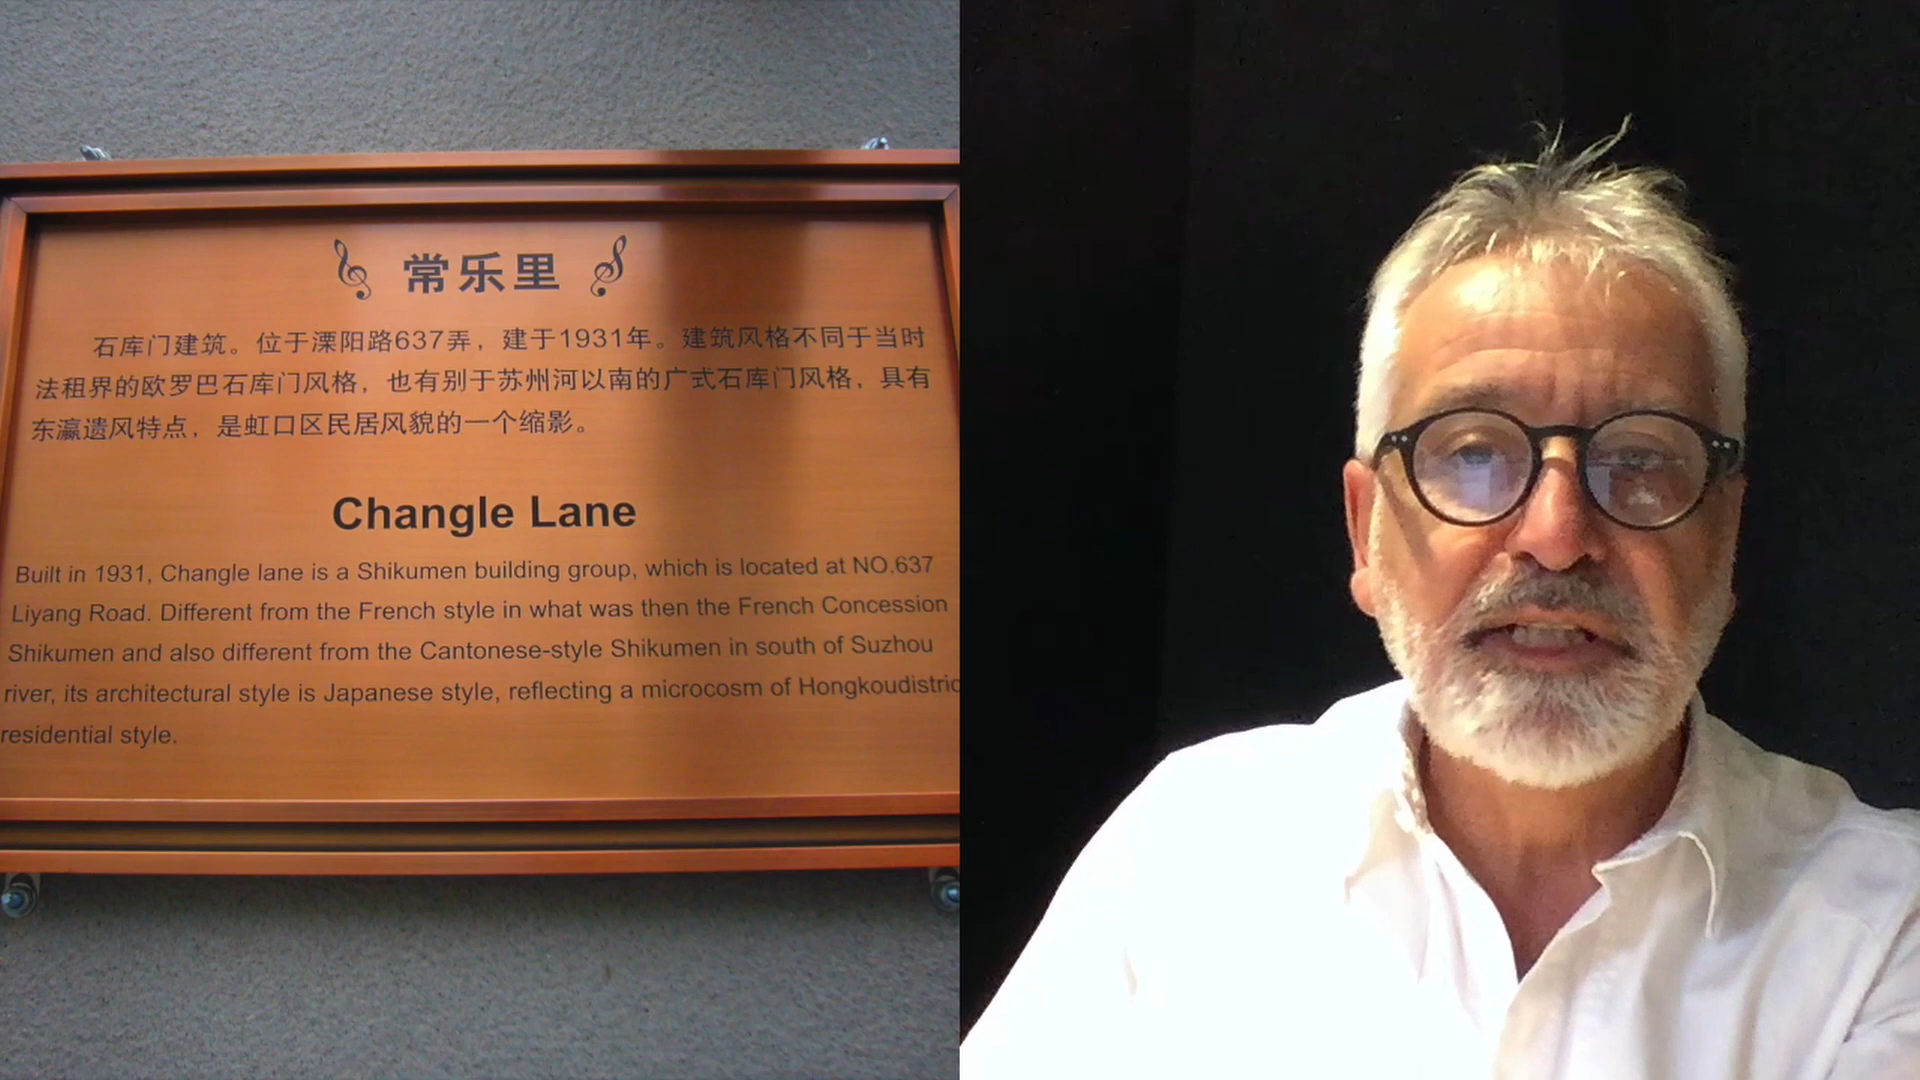 常乐里
石库门建筑。位于溧阳路637弄，建于1931年。建筑风格不同于当时
法租界的欧罗巴石库门风格，也有别于苏州河以南的广式石库门风格，具有
东瀛遗风特点，是虹口区民居风貌的一个缩影。
Changle Lane
Built in 1931, Changle lane is a Shikumen building group, which is located at NO.637
Liyang Road. Different from the French style in what was then the French Concession
Shikumen and also different from the Cantonese-style Shikumen in south of Suzhou
river, its architectural style is Japanese style, reflecting a microcosm of Hongkoudistric
residential style.